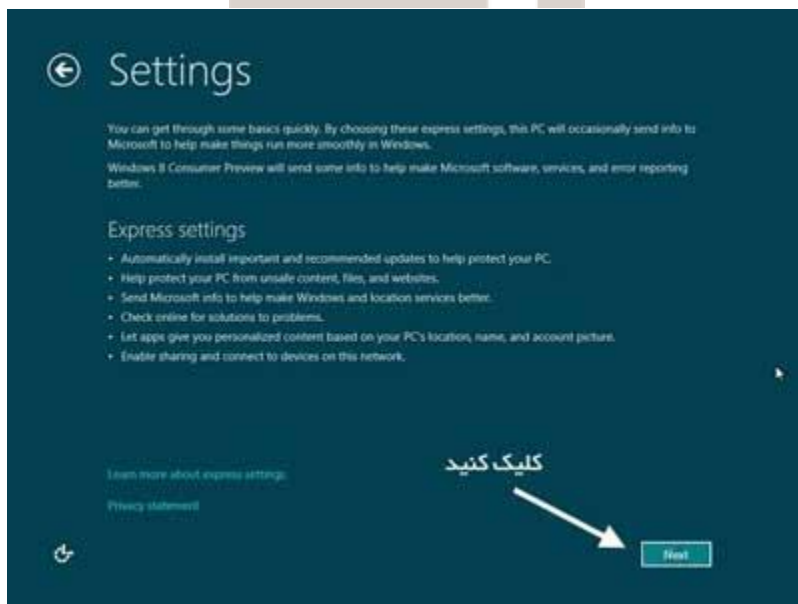 Settings
You can get through some basics quickly. By choosing these express settings, this PC will occasionally send info to
Microsoft to help make things run more smoothly in Windows.
Windows 8 Consumer Preview will send some info to help make Microsoft software, services, and error reporting
better.
Express settings
• Automatically install important and recommended updates to help protect your PC.
• Help protect your PC from unsafe content, files, and websites.
• Send Microsoft info to help make Windows and location services better.
• Check online for solutions to problems.
• Let apps give you personalized content based on your PC's location, name, and account picture.
• Enable sharing and connect to devices on this network.
کلیک کنید
Learn more about express settings
Privacy statement
Next